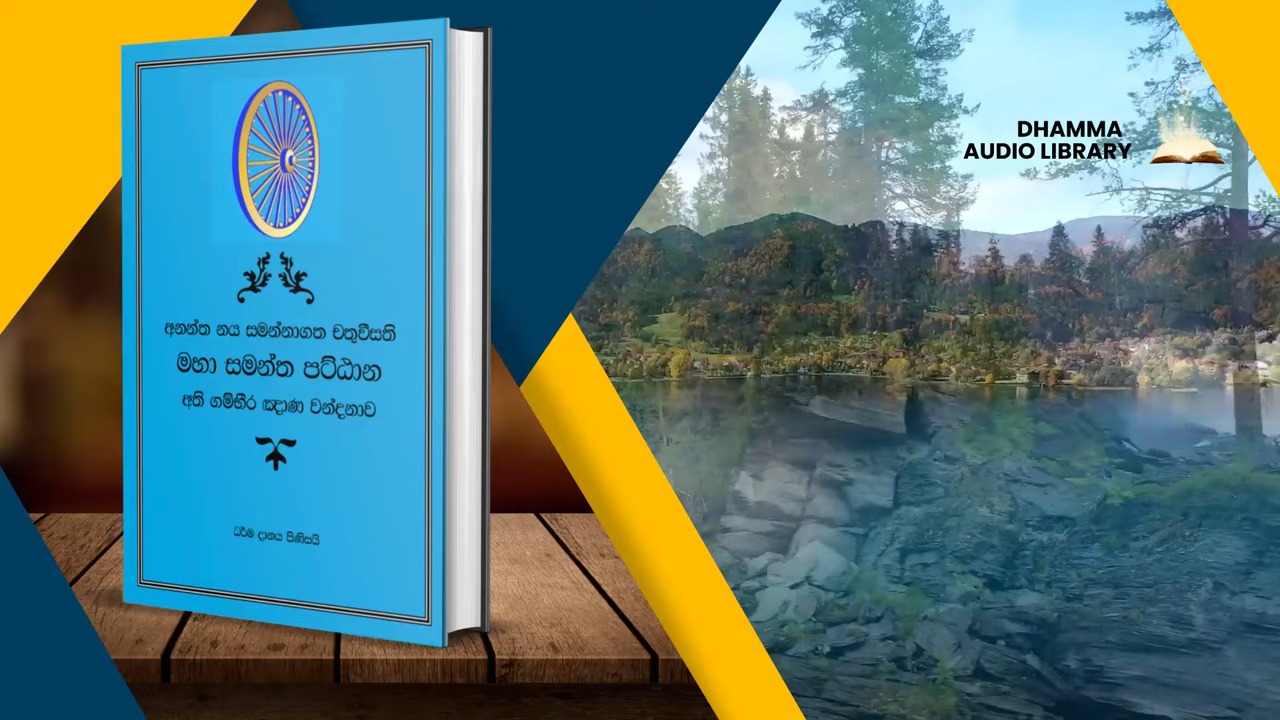 අනන්ත නය සමන්නාගත චතුවීසති
මහා සමන්ත පට්ඨාන
අති ගම්භීර ඤාණ වන්දනාව
ධර්ම දානය පිණිසයි
DHAMMA
AUDIO LIBRARY